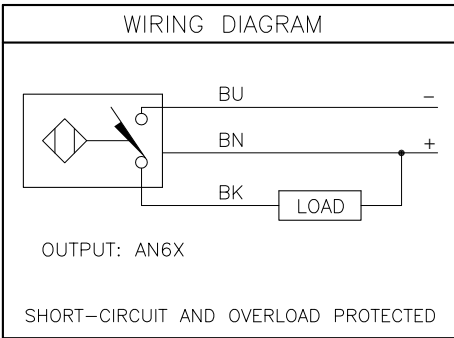 WIRING DIAGRAM
BU
−
BN
+
BK
LOAD
OUTPUT: AN6X
SHORT−CIRCUIT AND OVERLOAD PROTECTED